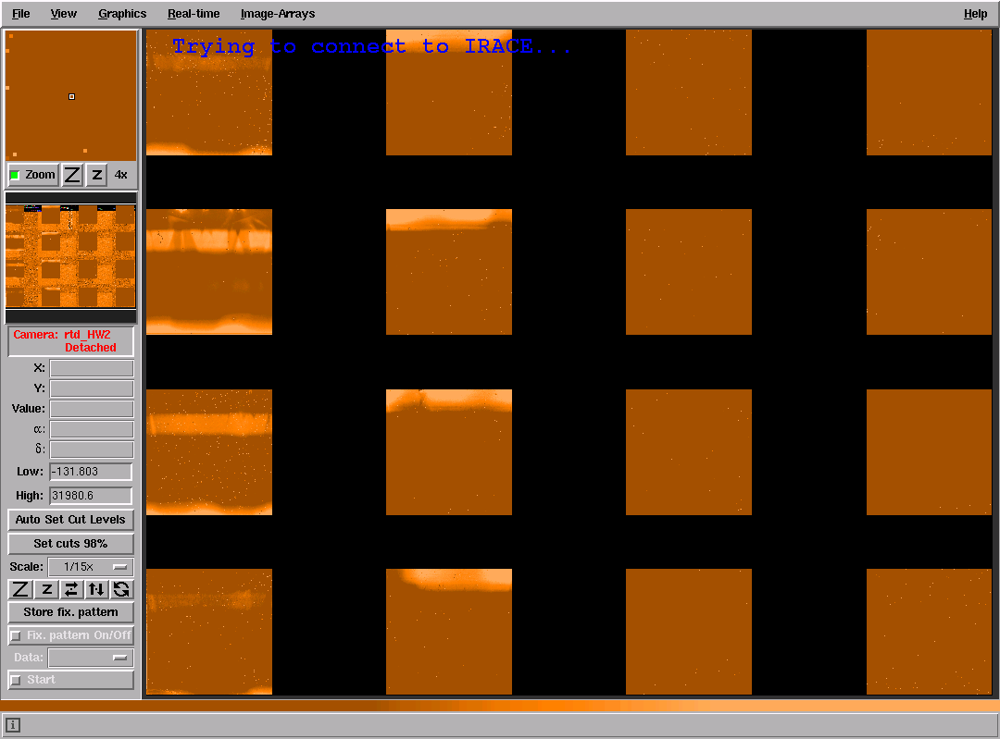 File View Graphics Real-time Image-Arrays Help
Trying to connect to IRACE...
Zoom Z z 4x
Camera: rtd_HW2
Detached
X:
Y:
Value:
α:
δ:
Low: -131.803
High: 31980.6
Auto Set Cut Levels
Set cuts 98%
Scale: 1/15x
Z z
Store fix. pattern
Fix. pattern On/Off
Data:
Start
i